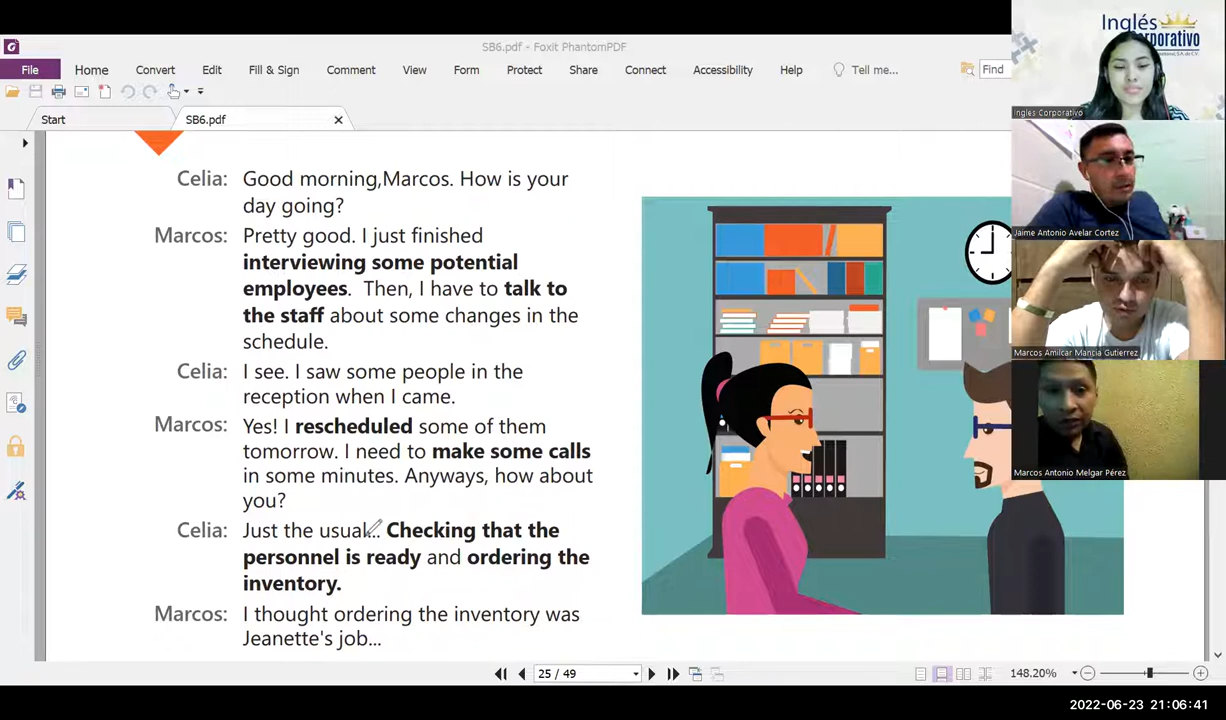 SB6.pdf - Foxit PhantomPDF
File Home Convert Edit Fill & Sign Comment View Form Protect Share Connect Accessibility Help Tell me... Find
Start SB6.pdf
Celia: Good morning,Marcos. How is your
day going?
Marcos: Pretty good. I just finished
interviewing some potential
employees. Then, I have to talk to
the staff about some changes in the
schedule.
Celia: I see. I saw some people in the
reception when I came.
Marcos: Yes! I rescheduled some of them
tomorrow. I need to make some calls
in some minutes. Anyways, how about
you?
Celia: Just the usual... Checking that the
personnel is ready and ordering the
inventory.
Marcos: I thought ordering the inventory was
Jeanette's job...
25 / 49
148.20%
Inglés
Corporativo
Ingles Corporativo
Jaime Antonio Avelar Cortez
Marcos Amilcar Mancia Gutierrez
Marcos Antonio Melgar Pérez
2022-06-23 21:06:41